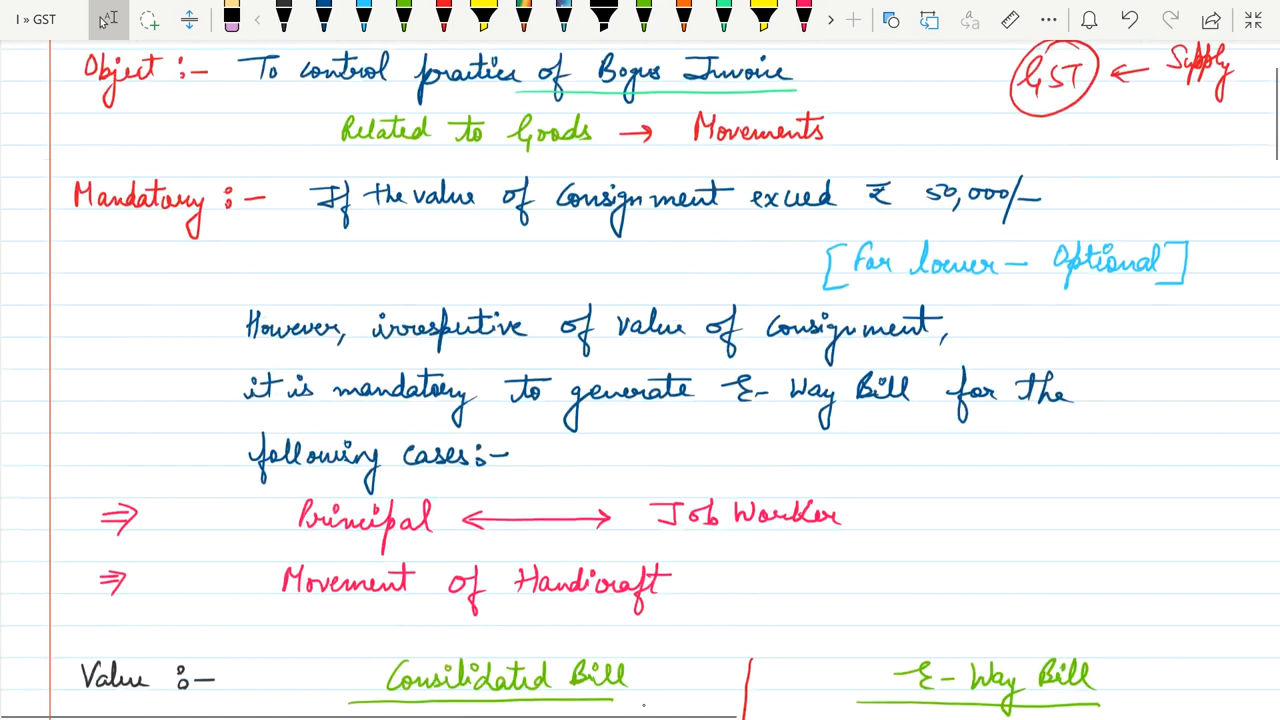 I » GST
Object :- To control practice of Bogus Invoice
GST ← Supply
Related to Goods → Movements
Mandatory :- If the value of Consignment exceed ₹ 50,000/-
[For lower - Optional]
However, irrespective of value of Consignment,
it is mandatory to generate E-Way Bill for the
following cases:-
⇒ Principal ↔ Job Worker
⇒ Movement of Handicraft
Value :- Consilidated Bill
E-Way Bill